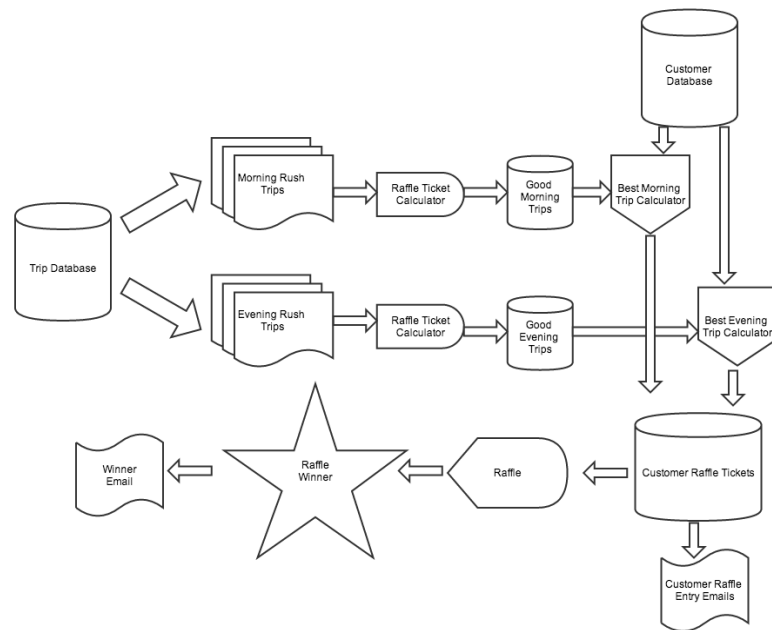 Customer
Database
Morning Rush
Trips
Raffle Ticket
Calculator
Good
Morning
Trips
Best Morning
Trip Calculator
Trip Database
Evening Rush
Trips
Raffle Ticket
Calculator
Good
Evening
Trips
Best Evening
Trip Calculator
Winner
Email
Raffle
Winner
Raffle
Customer Raffle Tickets
Customer Raffle
Entry Emails